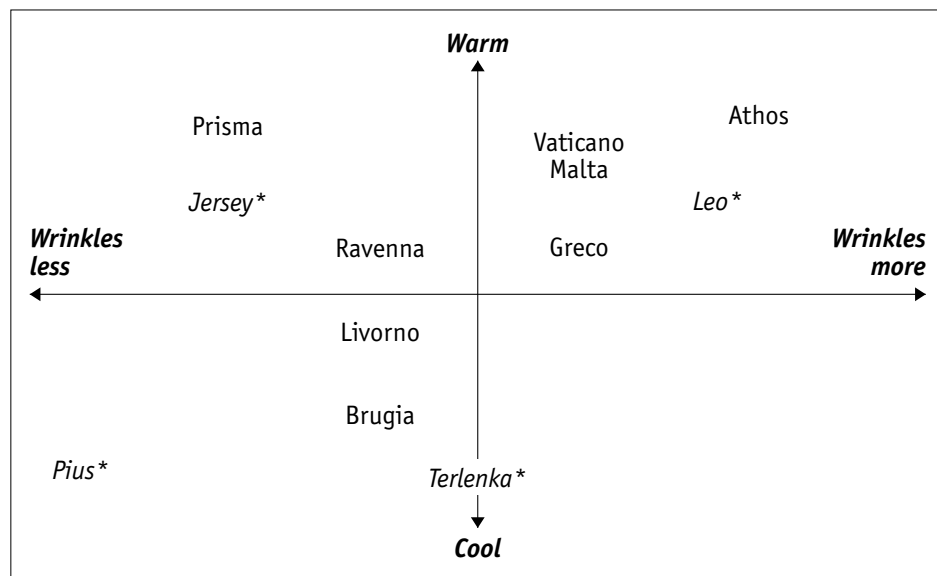 Warm
Prisma
Athos
Vaticano
Malta
Jersey*
Leo*
Wrinkles
less
Ravenna
Greco
Wrinkles
more
Livorno
Brugia
Pius*
Terlenka*
Cool